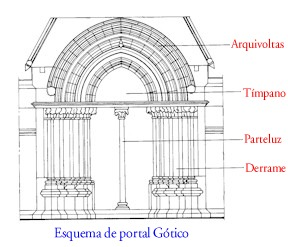 Arquivoltas
Tímpano
Parteluz
Derrame
Esquema de portal Gótico